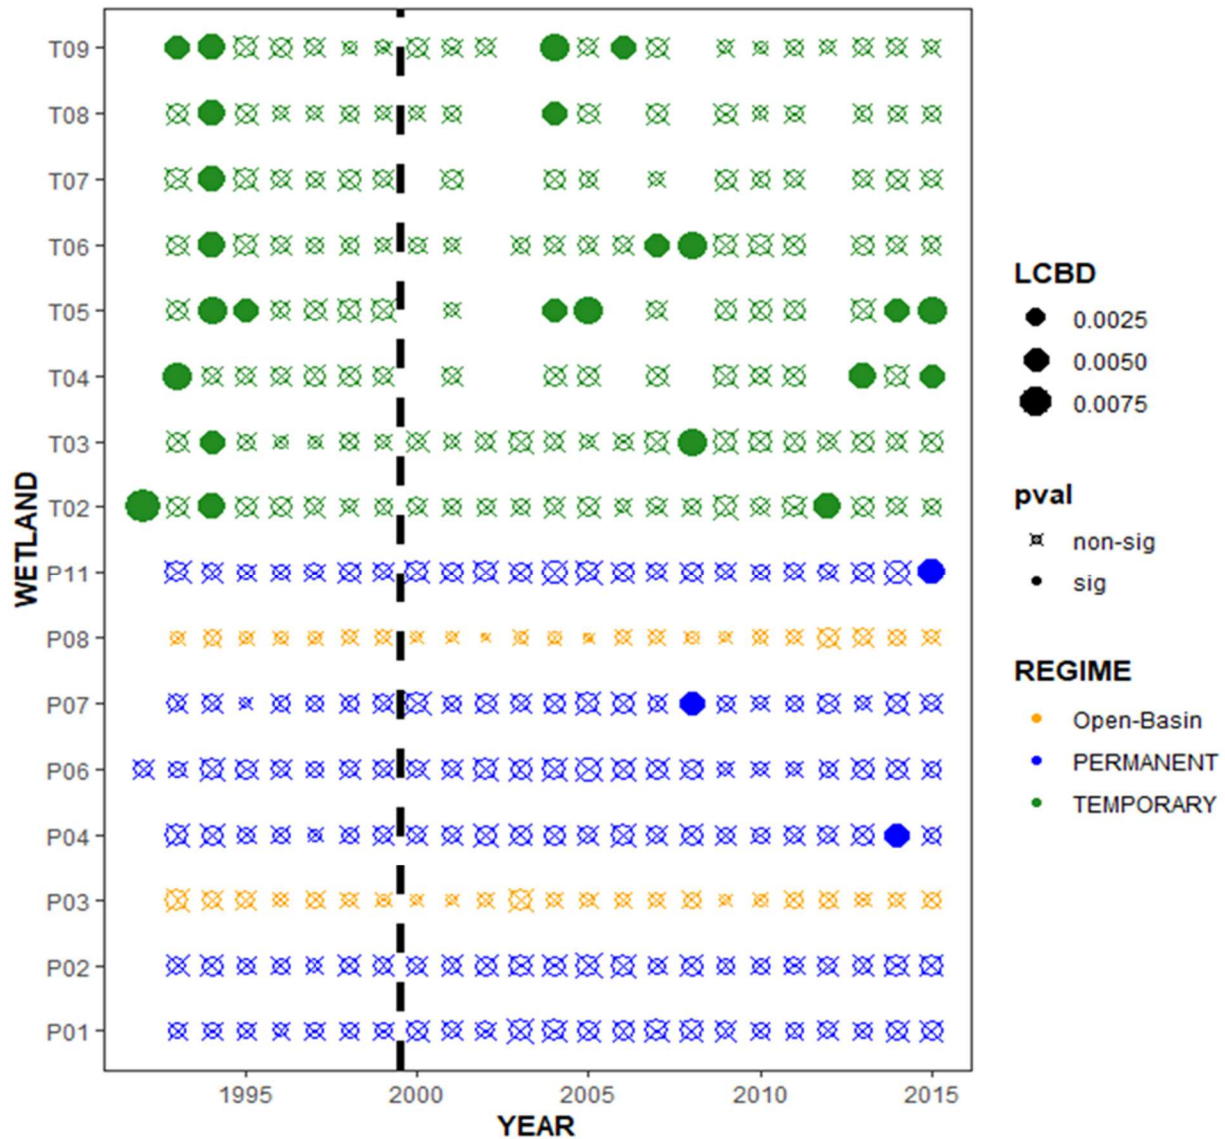 T09
T08
T07
T06
T05
T04
T03
T02
P11
P08
P07
P06
P04
P03
P02
P01
WETLAND
1995
2000
2005
2010
2015
YEAR
LCBD
0.0025
0.0050
0.0075
pval
non-sig
sig
REGIME
Open-Basin
PERMANENT
TEMPORARY